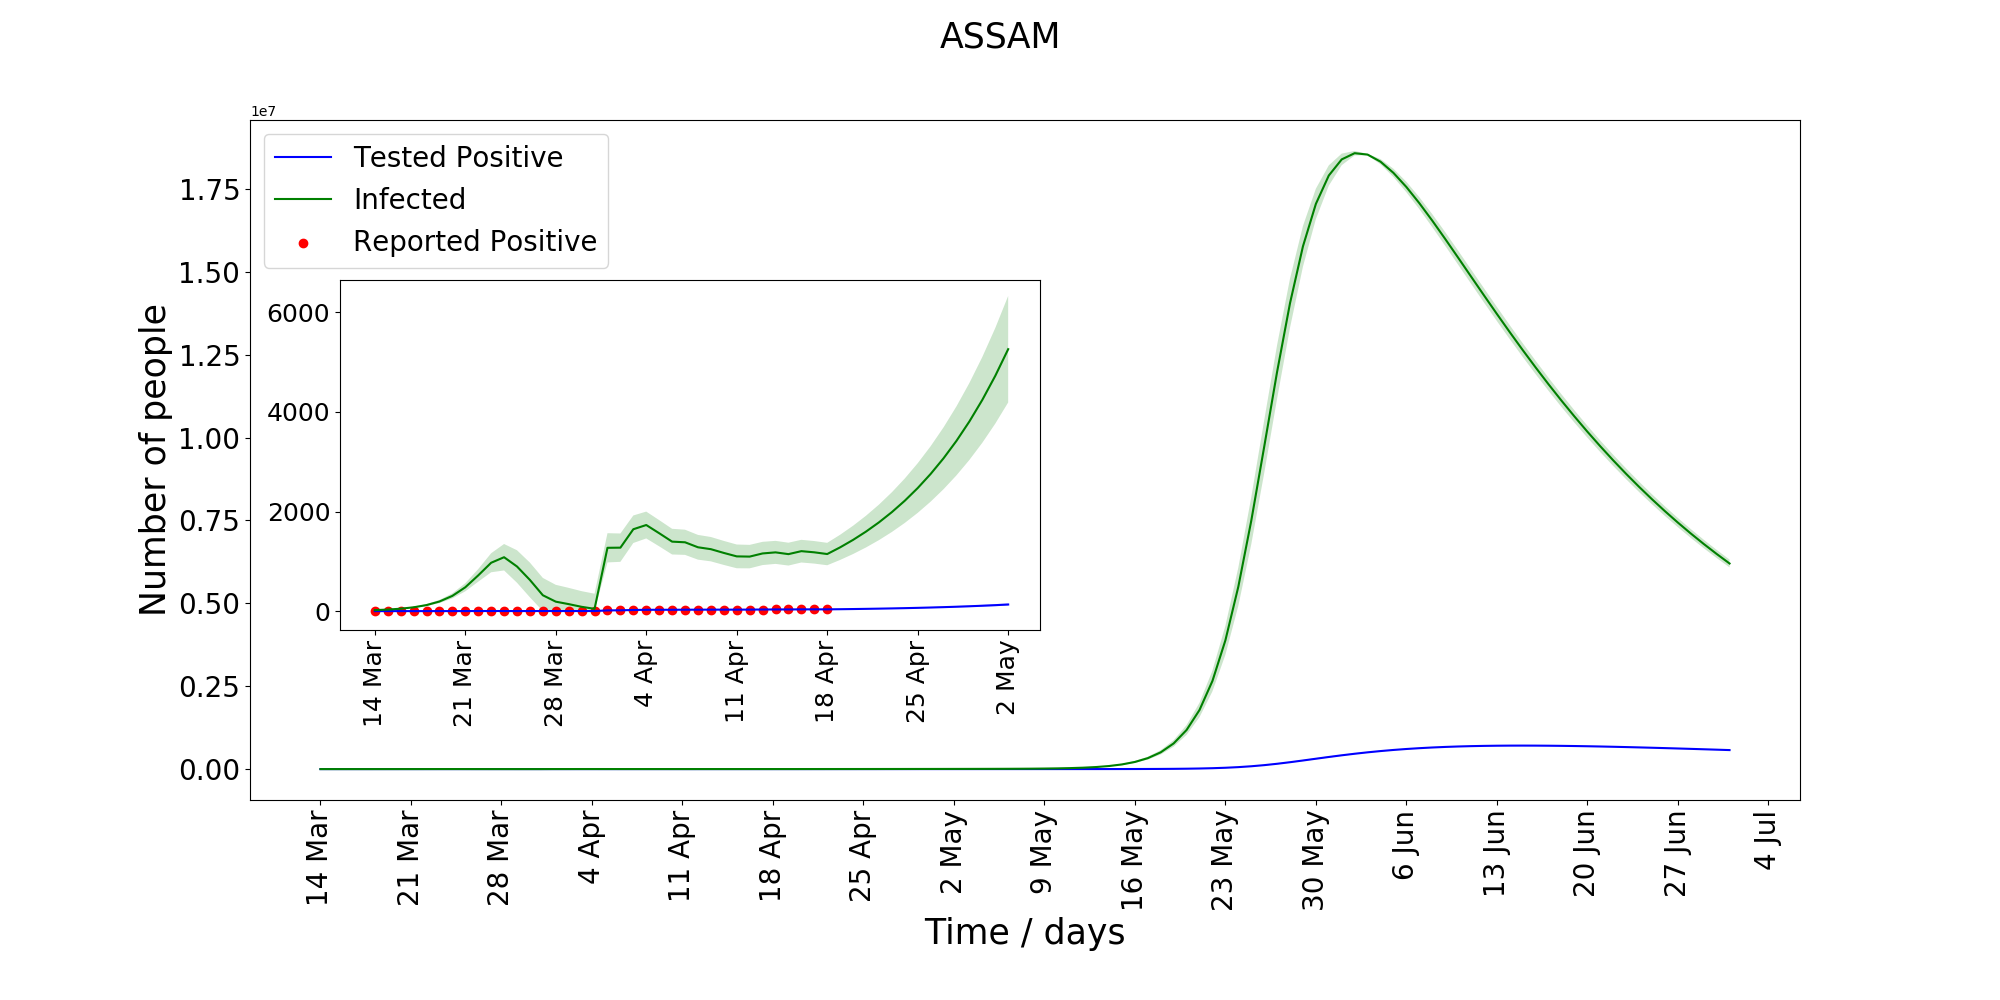 ASSAM
1e7
Tested Positive
Infected
Reported Positive
Number of people
1.75
1.50
1.25
1.00
0.75
0.50
0.25
0.00
6000
4000
2000
0
14 Mar
21 Mar
28 Mar
4 Apr
11 Apr
18 Apr
25 Apr
2 May
14 Mar
21 Mar
28 Mar
4 Apr
11 Apr
18 Apr
25 Apr
2 May
9 May
16 May
23 May
30 May
6 Jun
13 Jun
20 Jun
27 Jun
4 Jul
Time / days